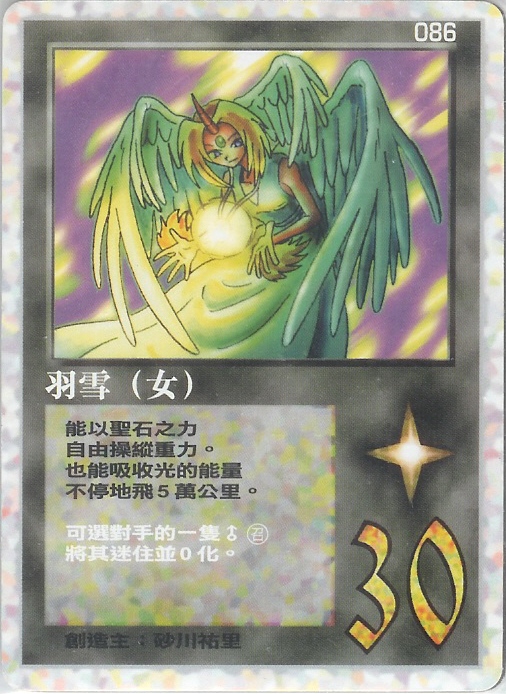 086
羽雪（女）
能以聖石之力
自由操縱重力。
也能吸收光的能量
不停地飛5萬公里。
可選對手的一隻♂㊁
將其迷住並0化。
30
創造主：砂川祐里